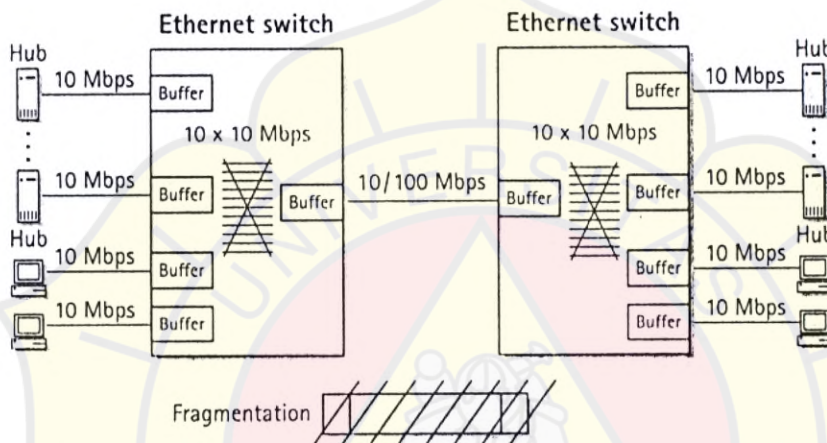 Ethernet switch
Ethernet switch
Hub
10 Mbps
Buffer
10 x 10 Mbps
10 Mbps
Buffer
Buffer
Hub
10 Mbps
Buffer
10 Mbps
Buffer
10/100 Mbps
Hub
Buffer
10 Mbps
10 x 10 Mbps
Buffer
Buffer
10 Mbps
Hub
Buffer
10 Mbps
Buffer
10 Mbps
Fragmentation
UNIVERSITAS